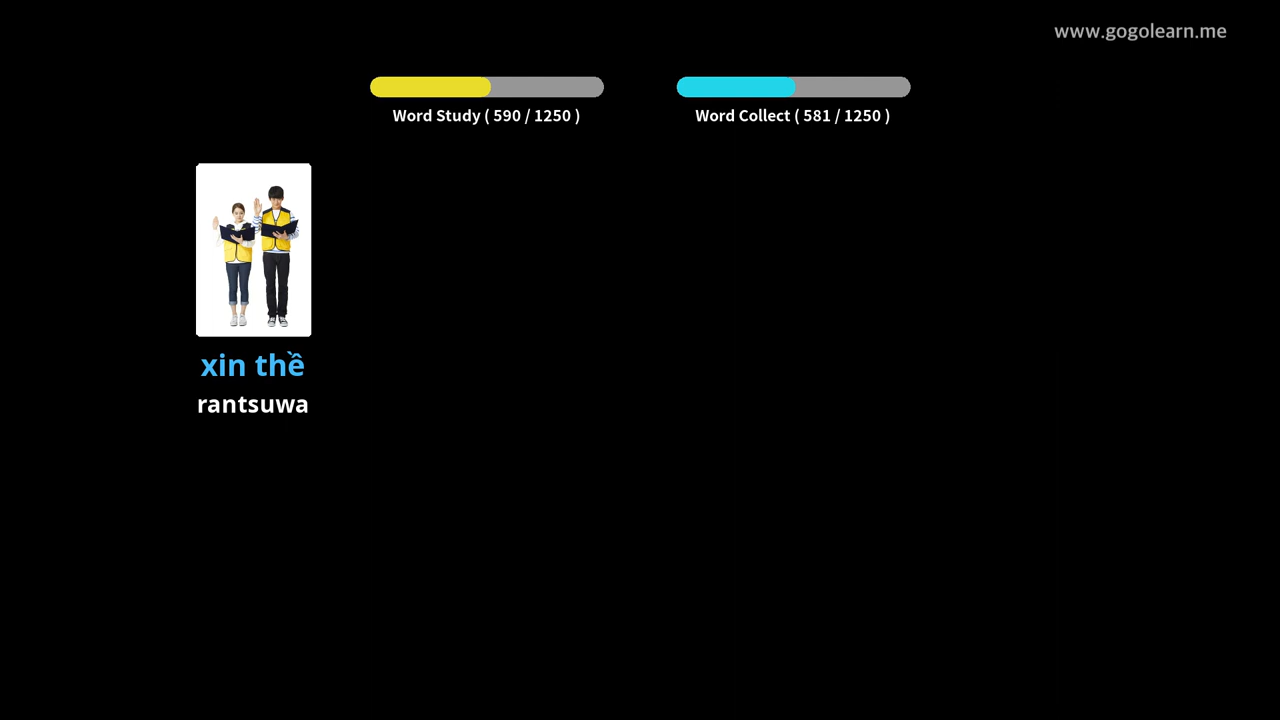 www.gogolearn.me
Word Study ( 590 / 1250 )
Word Collect ( 581 / 1250 )
xin thề
rantsuwa